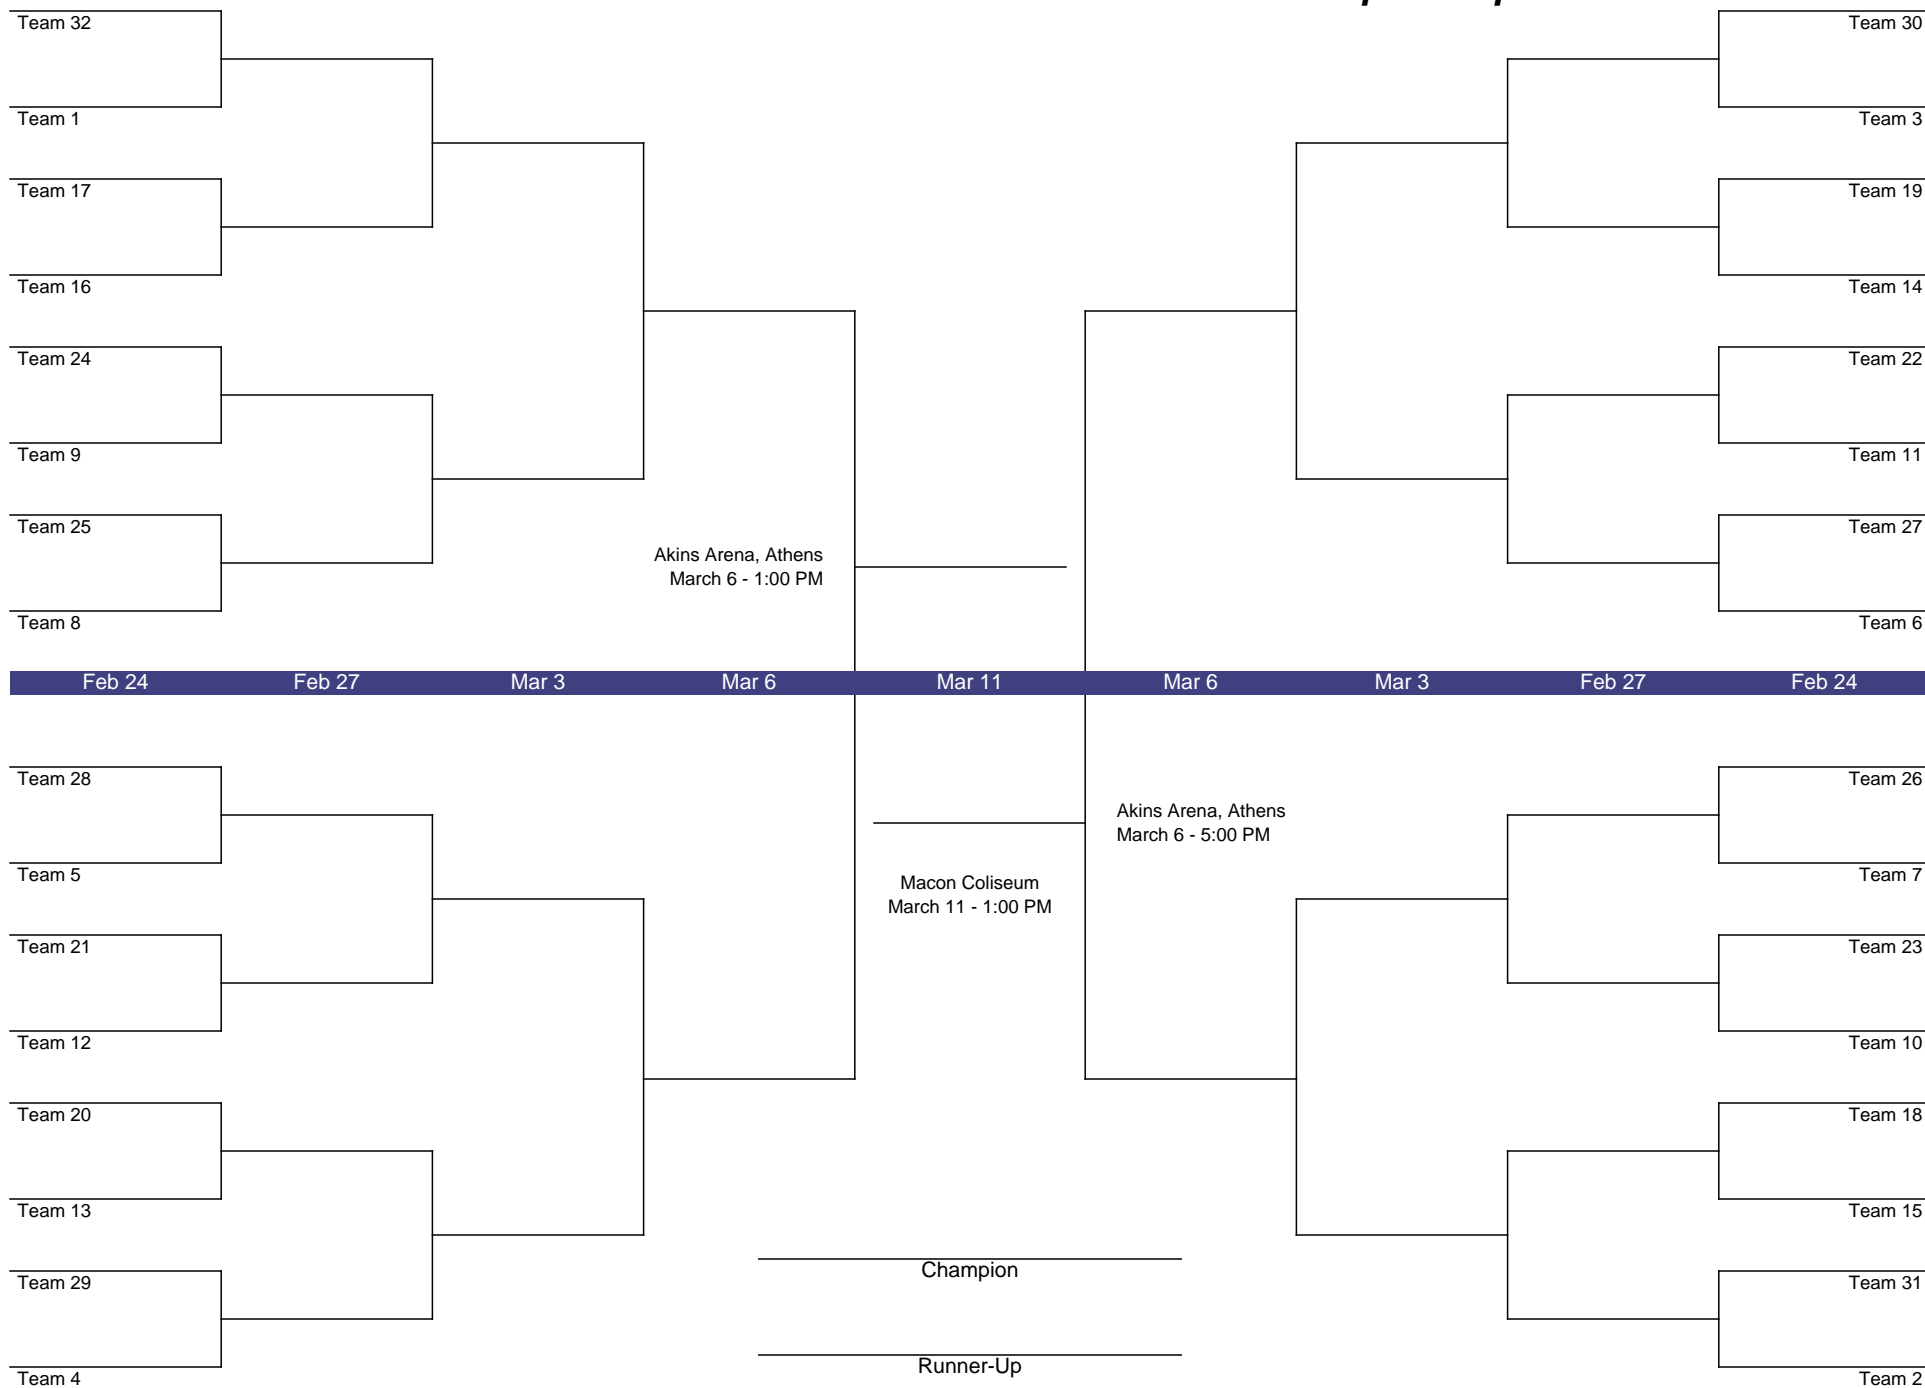 Team 32
Team 30
Team 1
Team 3
Team 17
Team 19
Team 16
Team 14
Team 24
Team 22
Team 9
Team 11
Team 25
Team 27
Akins Arena, Athens
March 6 - 1:00 PM
Team 8
Team 6
Feb 24 Feb 27 Mar 3 Mar 6 Mar 11 Mar 6 Mar 3 Feb 27 Feb 24
Team 28
Team 26
Akins Arena, Athens
March 6 - 5:00 PM
Team 5
Team 7
Macon Coliseum
March 11 - 1:00 PM
Team 21
Team 23
Team 12
Team 10
Team 20
Team 18
Team 13
Team 15
Champion
Team 29
Team 31
Runner-Up
Team 4
Team 2